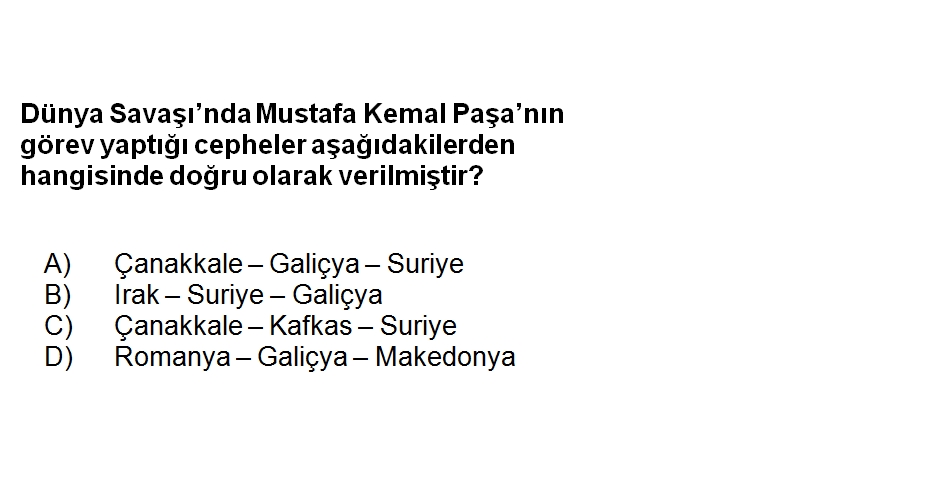 Dünya Savaşı’nda Mustafa Kemal Paşa’nın
görev yaptığı cepheler aşağıdakilerden
hangisinde doğru olarak verilmiştir?
A) Çanakkale – Galiçya – Suriye
B) Irak – Suriye – Galiçya
C) Çanakkale – Kafkas – Suriye
D) Romanya – Galiçya – Makedonya